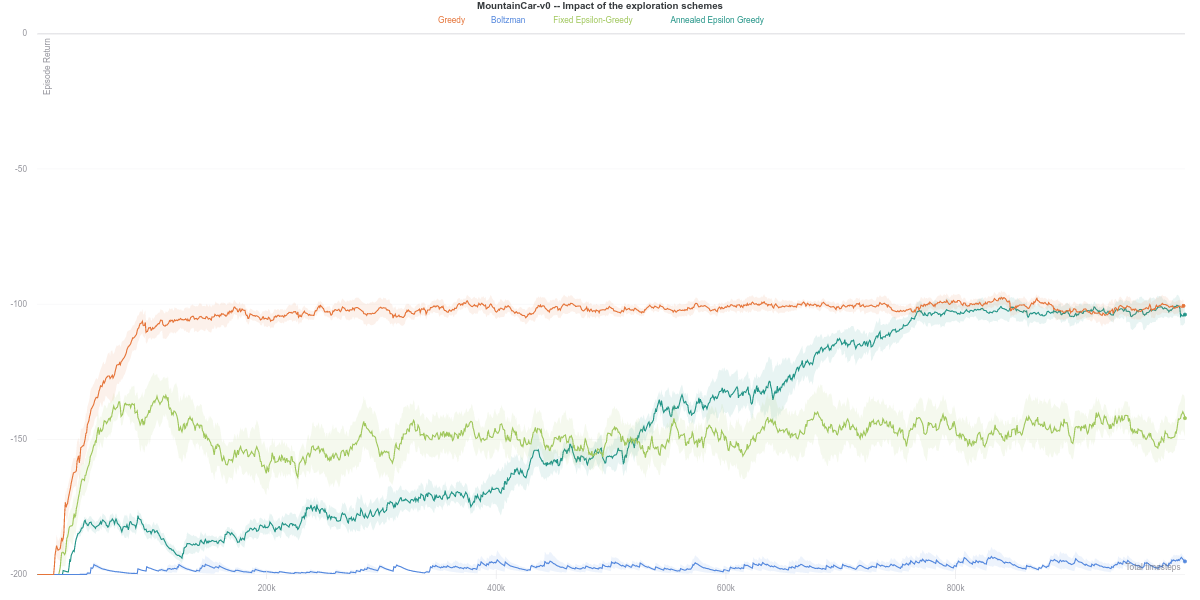 MountainCar-v0 -- Impact of the exploration schemes
Greedy Boltzman Fixed Epsilon-Greedy Annealed Epsilon Greedy
0
Episode Return
-50
-100
-150
-200
Total timesteps
200k 400k 600k 800k